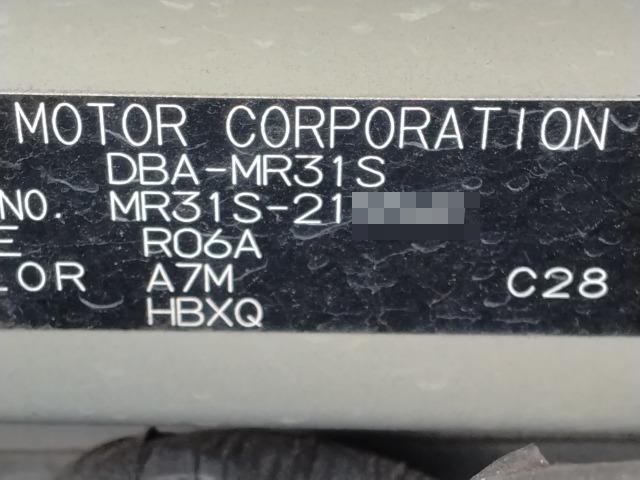 MOTOR CORPORATION
DBA-MR31S
NO. MR31S-21
E R06A
LOR A7M C28
HBXQ